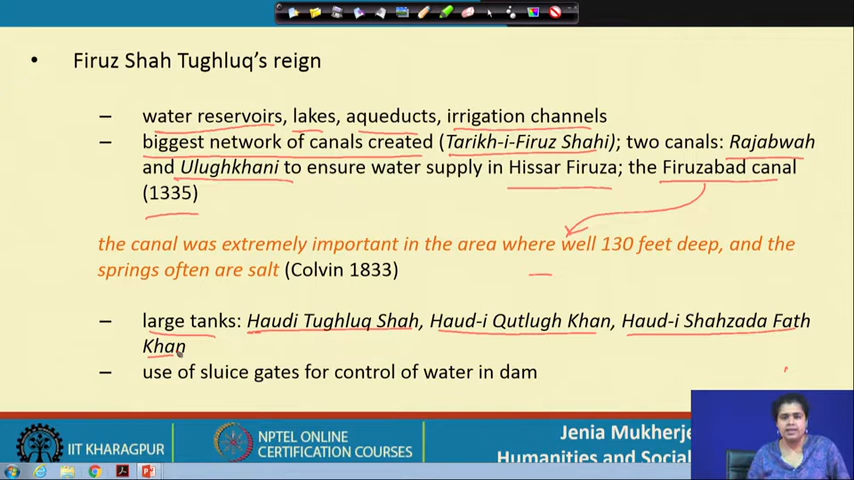 • Firuz Shah Tughluq's reign
– water reservoirs, lakes, aqueducts, irrigation channels
– biggest network of canals created (Tarikh-i-Firuz Shahi); two canals: Rajabwah
and Ulughkhani to ensure water supply in Hissar Firuza; the Firuzabad canal
(1335)
the canal was extremely important in the area where well 130 feet deep, and the
springs often are salt (Colvin 1833)
– large tanks: Haudi Tughluq Shah, Haud-i Qutlugh Khan, Haud-i Shahzada Fath
Khan
– use of sluice gates for control of water in dam
IIT KHARAGPUR
NPTEL ONLINE
CERTIFICATION COURSES
Jenia Mukherje
Humanities and Social